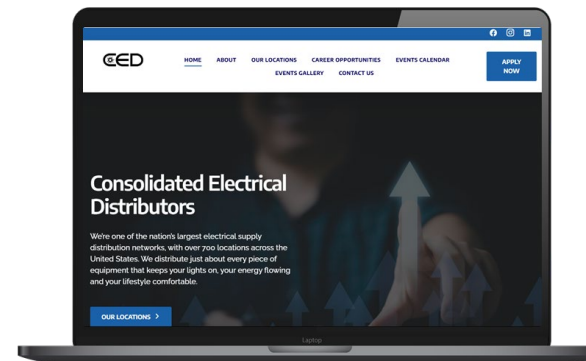 CED
HOME ABOUT OUR LOCATIONS CAREER OPPORTUNITIES EVENTS CALENDAR
EVENTS GALLERY CONTACT US
APPLY
NOW
Consolidated Electrical
Distributors
We're one of the nation's largest electrical supply
distribution networks, with over 700 locations across the
United States. We distribute just about every piece of
equipment that keeps your lights on, your energy flowing
and your lifestyle comfortable.
OUR LOCATIONS >
Laptop